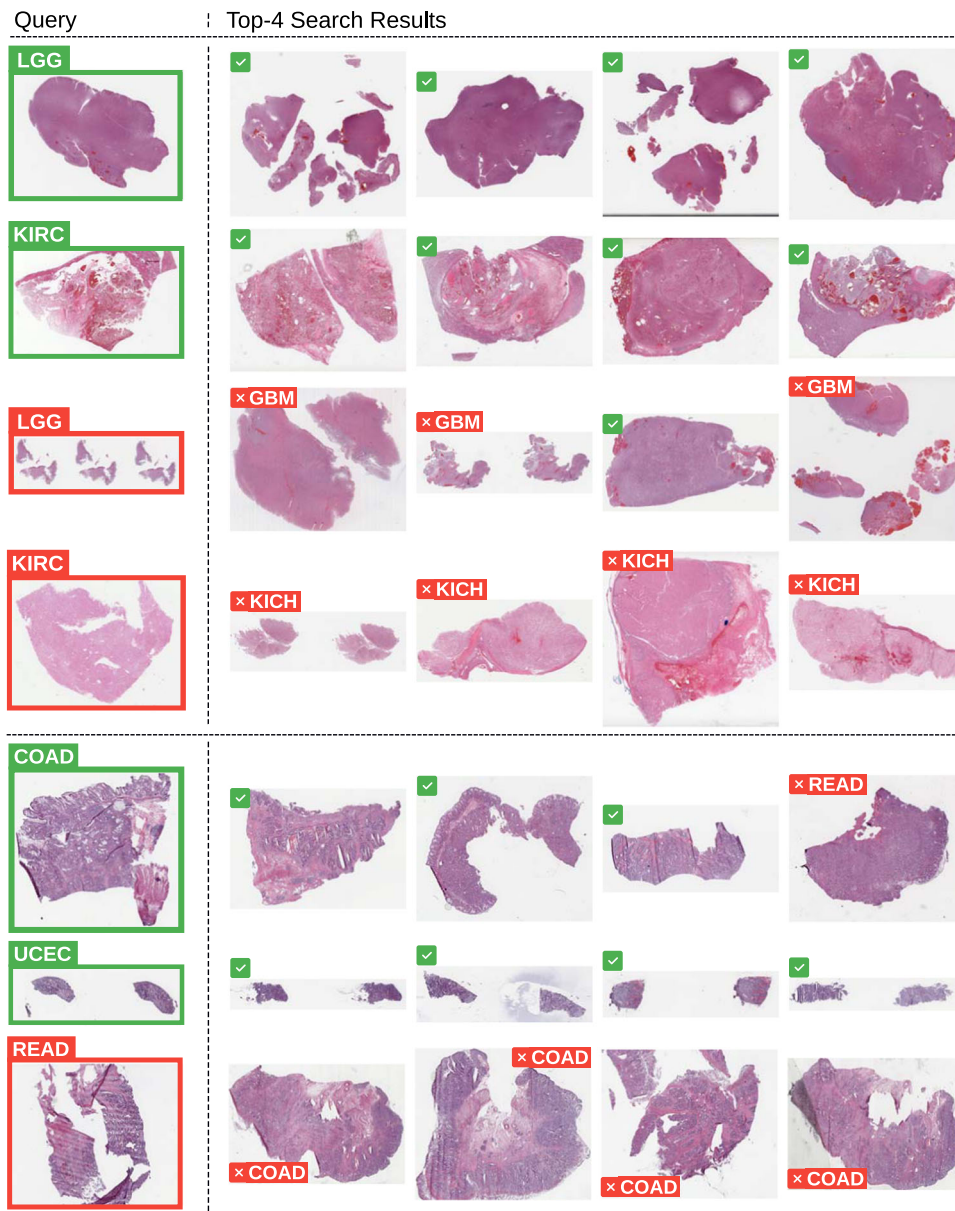 Query Top-4 Search Results
LGG
KIRC
LGG
× GBM
× GBM
× GBM
KIRC
× KICH
× KICH
× KICH
× KICH
COAD
× READ
UCEC
READ
× COAD
× COAD
× COAD
× COAD